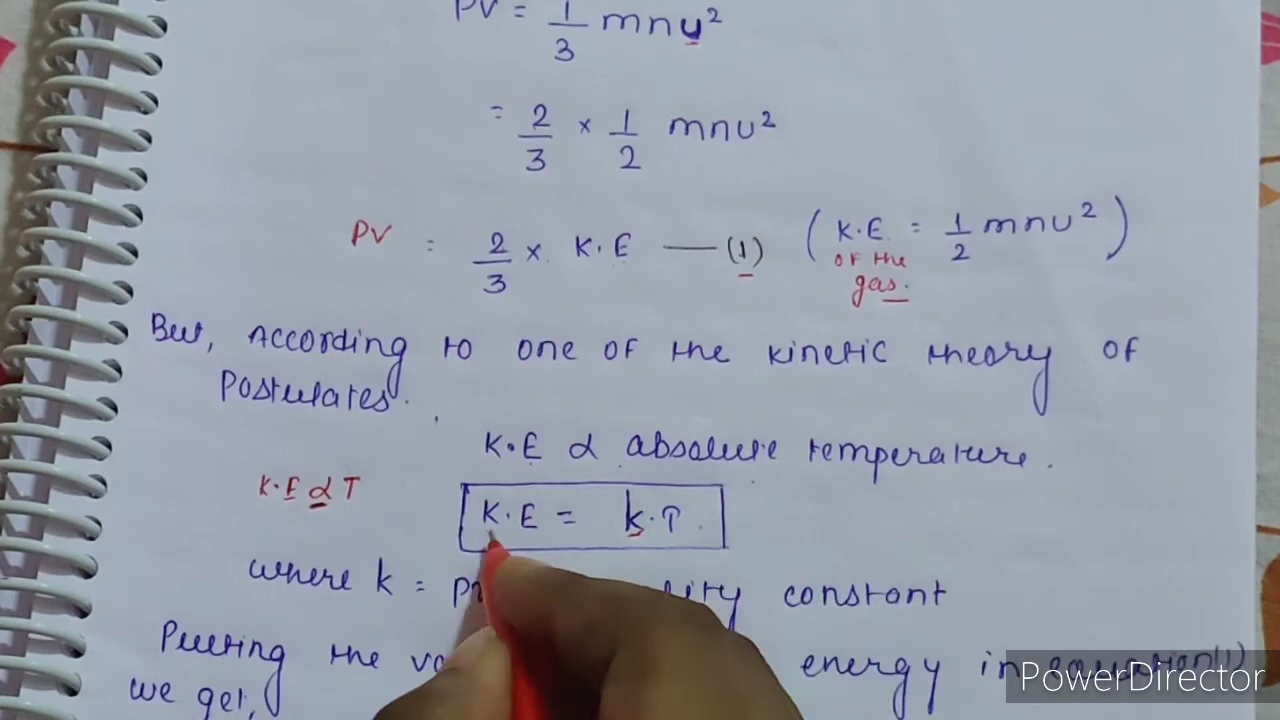 PV = 1/3 mnu²
= 2/3 × 1/2 mnu²
PV = 2/3 × K.E — (1) (K.E = 1/2 mnu²)
of the
gas.
But, According to one of the kinetic theory of
Postulates.
K.E α absolute temperature.
K.E α T
K.E = k.T
where k = constant
Putting the energy in equation(1)
we get,
PowerDirector